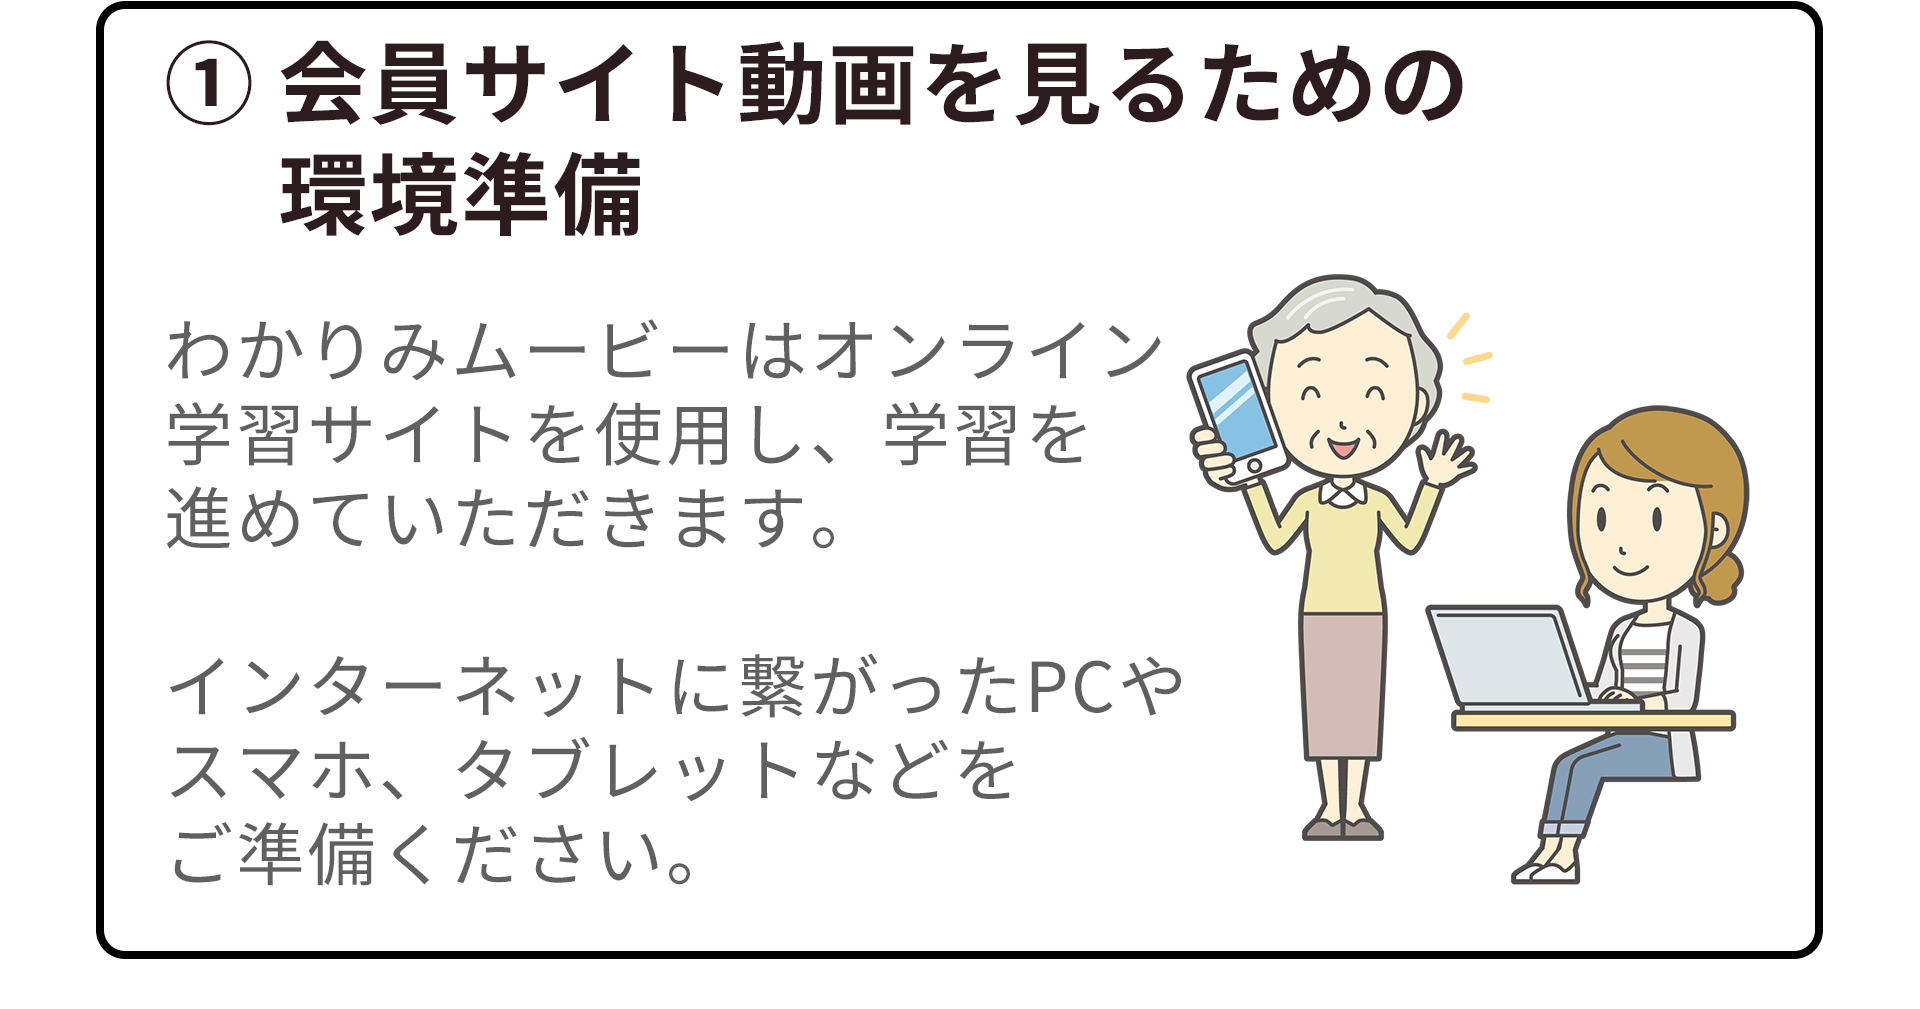 ① 会員サイト動画を見るための
環境準備
わかりみムービーはオンライン
学習サイトを使用し、学習を
進めていただきます。
インターネットに繋がったPCや
スマホ、タブレットなどを
ご準備ください。